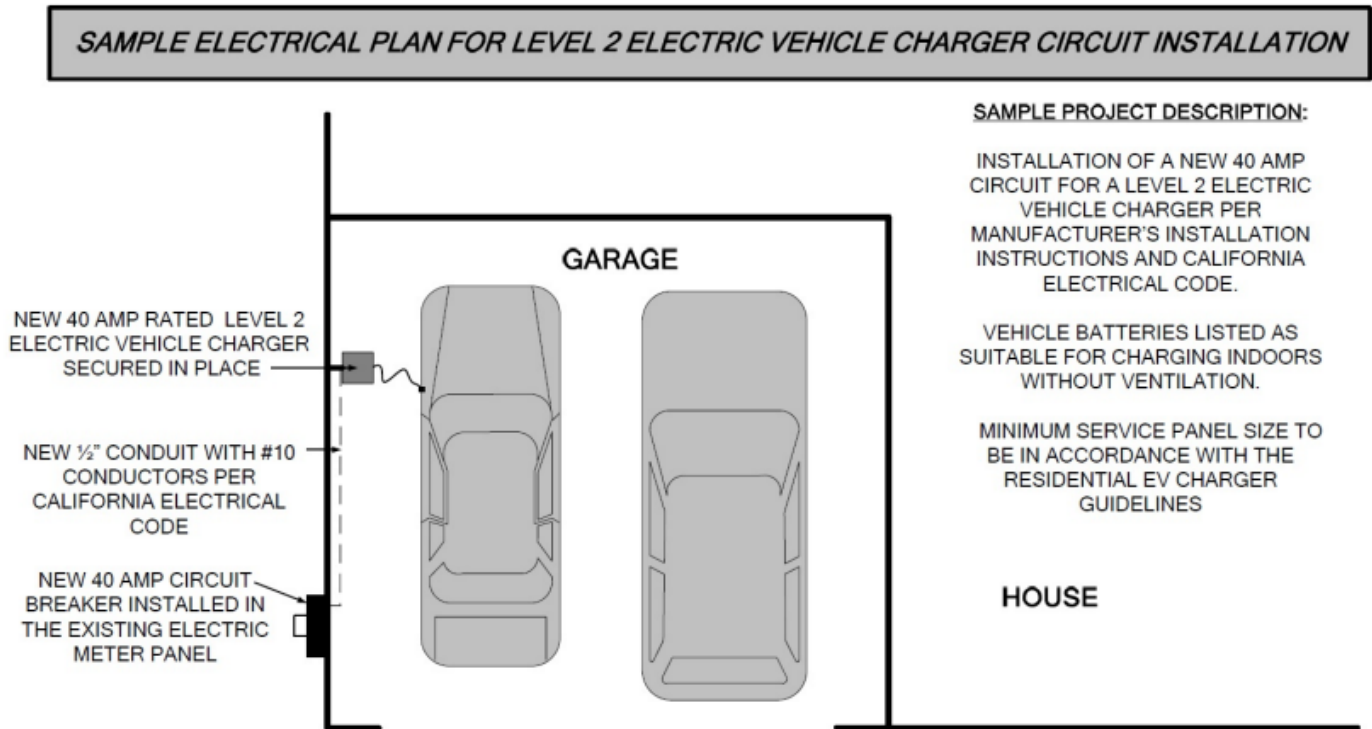 SAMPLE ELECTRICAL PLAN FOR LEVEL 2 ELECTRIC VEHICLE CHARGER CIRCUIT INSTALLATION
SAMPLE PROJECT DESCRIPTION:
INSTALLATION OF A NEW 40 AMP
CIRCUIT FOR A LEVEL 2 ELECTRIC
VEHICLE CHARGER PER
MANUFACTURER'S INSTALLATION
INSTRUCTIONS AND CALIFORNIA
ELECTRICAL CODE.
VEHICLE BATTERIES LISTED AS
SUITABLE FOR CHARGING INDOORS
WITHOUT VENTILATION.
MINIMUM SERVICE PANEL SIZE TO
BE IN ACCORDANCE WITH THE
RESIDENTIAL EV CHARGER
GUIDELINES
GARAGE
NEW 40 AMP RATED LEVEL 2
ELECTRIC VEHICLE CHARGER
SECURED IN PLACE
NEW ½" CONDUIT WITH #10
CONDUCTORS PER
CALIFORNIA ELECTRICAL
CODE
NEW 40 AMP CIRCUIT
BREAKER INSTALLED IN
THE EXISTING ELECTRIC
METER PANEL
HOUSE